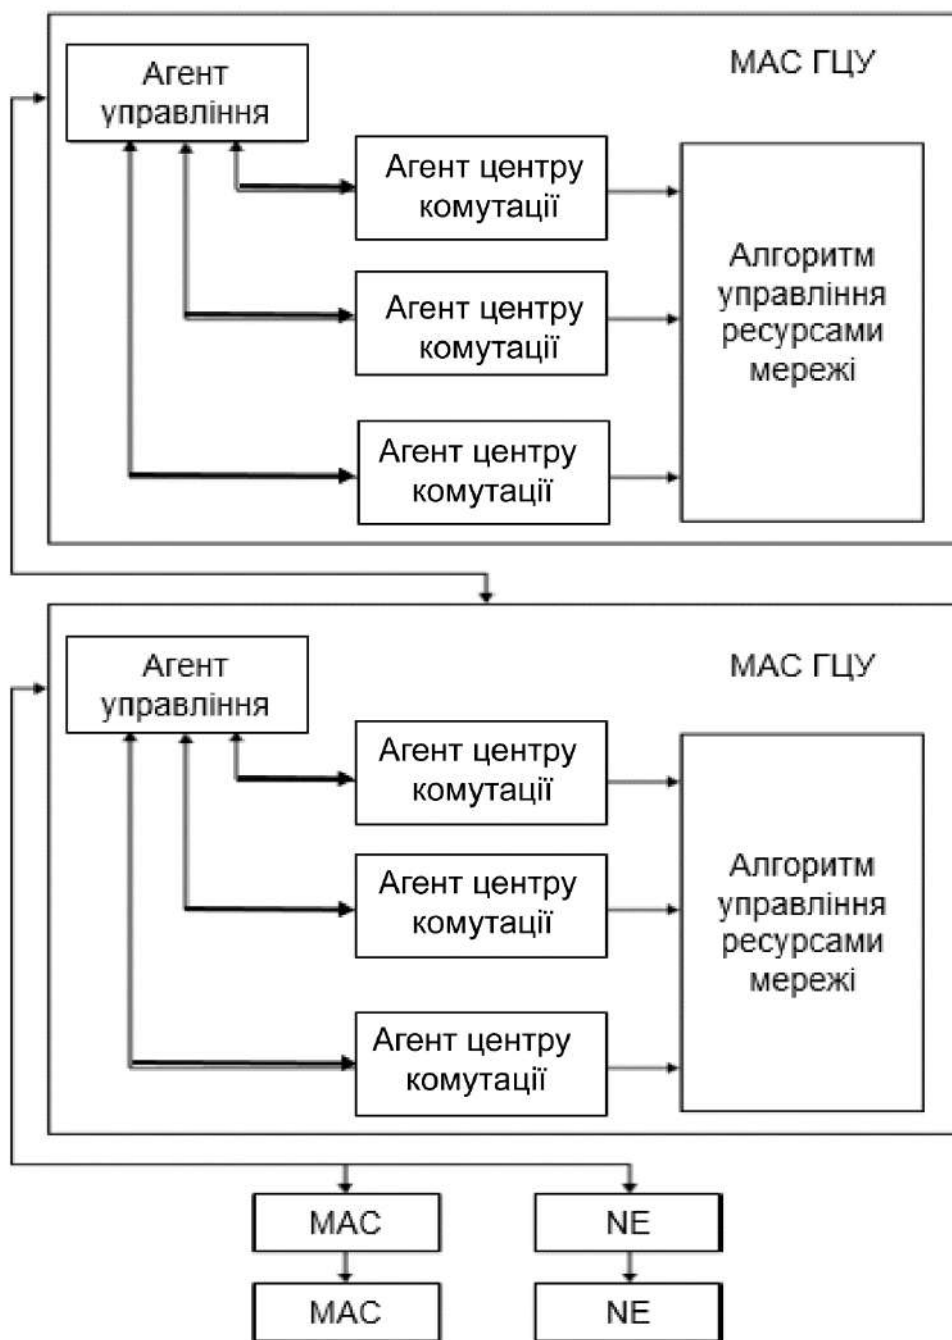 МАС ГЦУ
Агент
управління
Агент центру
комутації
Агент центру
комутації
Агент центру
комутації
Алгоритм
управління
ресурсами
мережі
МАС ГЦУ
Агент
управління
Агент центру
комутації
Агент центру
комутації
Агент центру
комутації
Алгоритм
управління
ресурсами
мережі
МАС
NE
МАС
NE